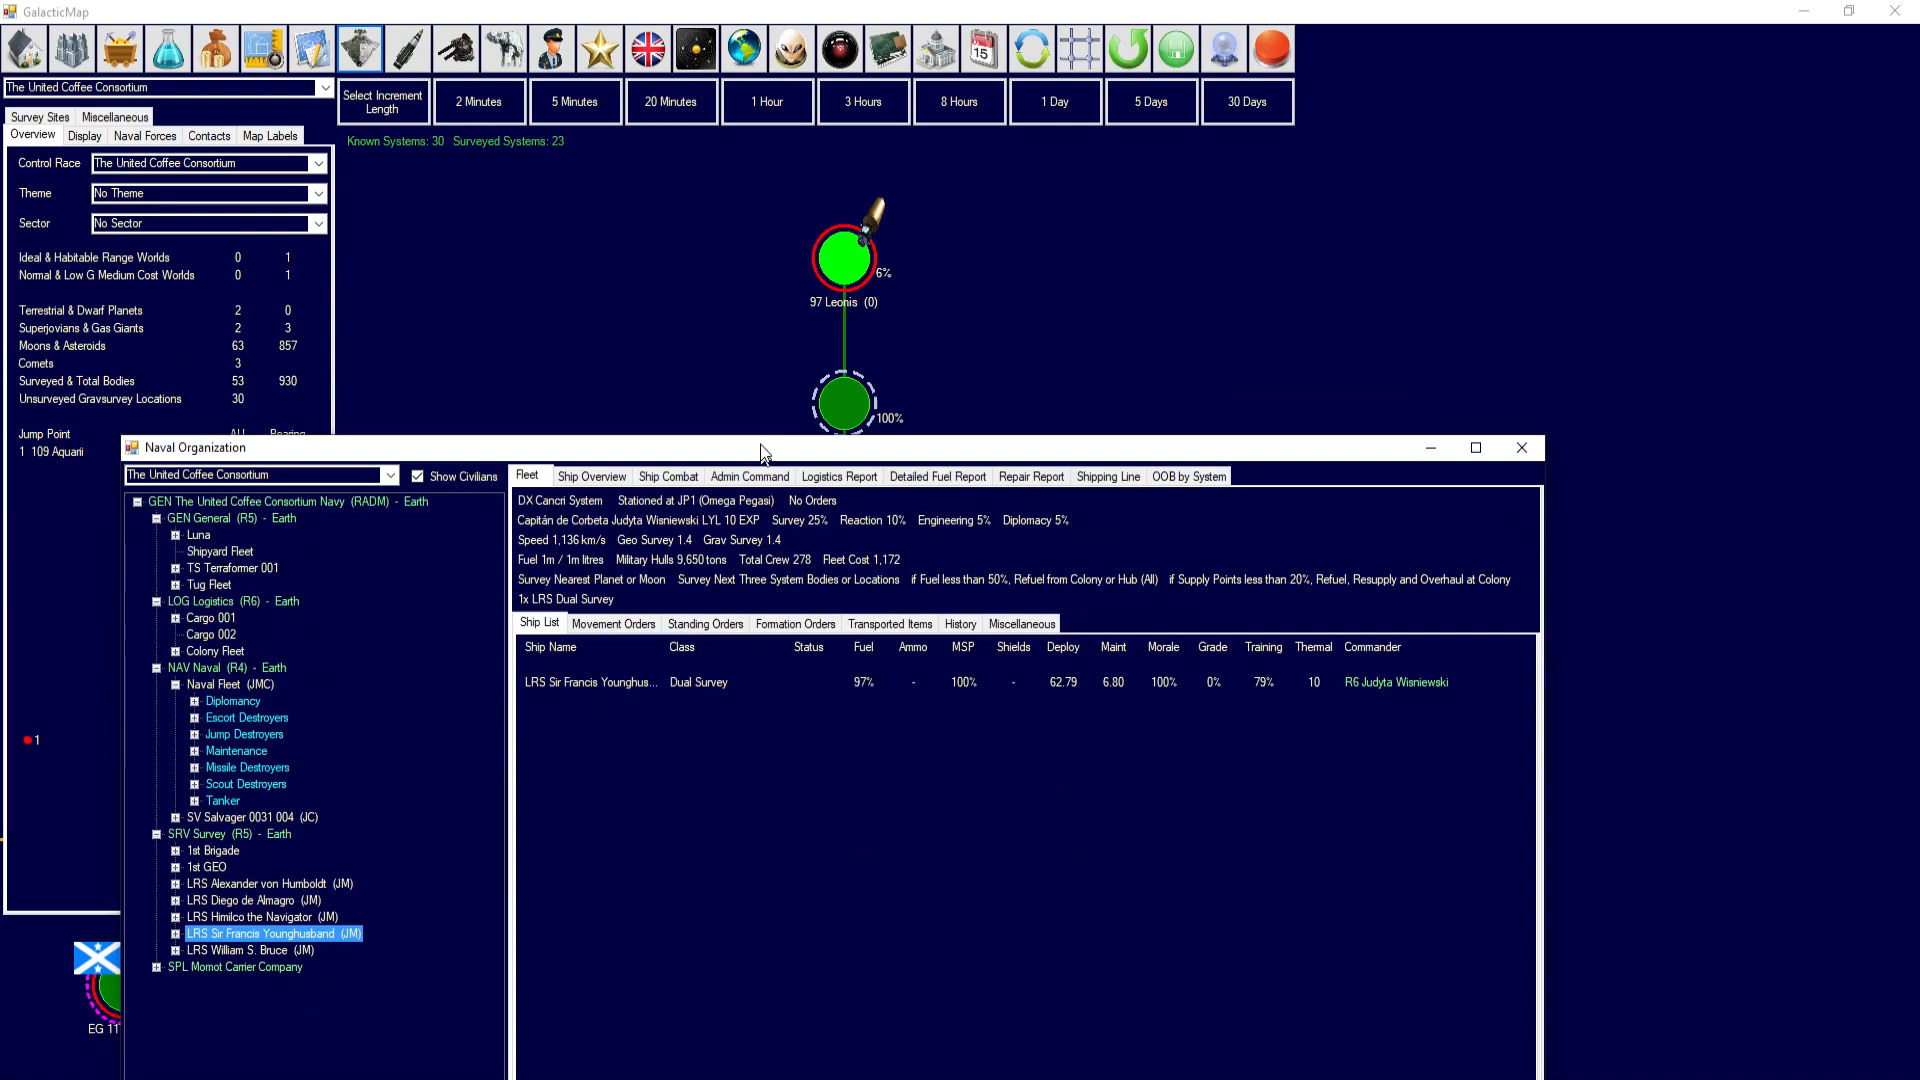 GalacticMap
The United Coffee Consortium
Select Increment Length
2 Minutes
5 Minutes
20 Minutes
1 Hour
3 Hours
8 Hours
1 Day
5 Days
30 Days
15
Survey Sites Miscellaneous
Overview Display Naval Forces Contacts Map Labels
Known Systems: 30 Surveyed Systems: 23
Control Race The United Coffee Consortium
Theme No Theme
Sector No Sector
Ideal & Habitable Range Worlds 0 1
Normal & Low G Medium Cost Worlds 0 1
Terrestrial & Dwarf Planets 2 0
Superjovians & Gas Giants 2 3
Moons & Asteroids 63 857
Comets 3
Surveyed & Total Bodies 53 930
Unsurveyed Gravsurvey Locations 30
Jump Point AU Bearing
1 109 Aquarii
1
6%
97 Leonis (0)
100%
EG 11
Naval Organization
The United Coffee Consortium
Show Civilians
Fleet Ship Overview Ship Combat Admin Command Logistics Report Detailed Fuel Report Repair Report Shipping Line OOB by System
GEN The United Coffee Consortium Navy (RADM) - Earth
GEN General (R5) - Earth
Luna
Shipyard Fleet
TS Terraformer 001
Tug Fleet
LOG Logistics (R6) - Earth
Cargo 001
Cargo 002
Colony Fleet
NAV Naval (R4) - Earth
Naval Fleet (JMC)
Diplomancy
Escort Destroyers
Jump Destroyers
Maintenance
Missile Destroyers
Scout Destroyers
Tanker
SV Salvager 0031 004 (JC)
SRV Survey (R5) - Earth
1st Brigade
1st GEO
LRS Alexander von Humboldt (JM)
LRS Diego de Almagro (JM)
LRS Himilco the Navigator (JM)
LRS Sir Francis Younghusband (JM)
LRS William S. Bruce (JM)
SPL Momot Carrier Company
DX Cancri System Stationed at JP1 (Omega Pegasi) No Orders
Capitán de Corbeta Judyta Wisniewski LYL 10 EXP Survey 25% Reaction 10% Engineering 5% Diplomacy 5%
Speed 1,136 km/s Geo Survey 1.4 Grav Survey 1.4
Fuel 1m / 1m litres Military Hulls 9,650 tons Total Crew 278 Fleet Cost 1,172
Survey Nearest Planet or Moon Survey Next Three System Bodies or Locations if Fuel less than 50%, Refuel from Colony or Hub (All) if Supply Points less than 20%, Refuel, Resupply and Overhaul at Colony
1x LRS Dual Survey
Ship List Movement Orders Standing Orders Formation Orders Transported Items History Miscellaneous
Ship Name Class Status Fuel Ammo MSP Shields Deploy Maint Morale Grade Training Thermal Commander
LRS Sir Francis Younghus... Dual Survey 97% - 100% - 62.79 6.80 100% 0% 79% 10 R6 Judyta Wisniewski